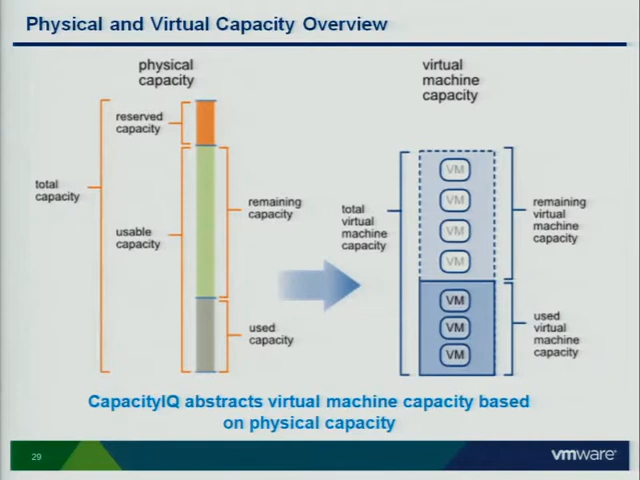 Physical and Virtual Capacity Overview
physical
capacity
virtual
machine
capacity
reserved
capacity
total
capacity
usable
capacity
remaining
capacity
used
capacity
total
virtual
machine
capacity
VM
VM
VM
VM
VM
VM
VM
remaining
virtual
machine
capacity
used
virtual
machine
capacity
CapacityIQ abstracts virtual machine capacity based
on physical capacity
29
vmware